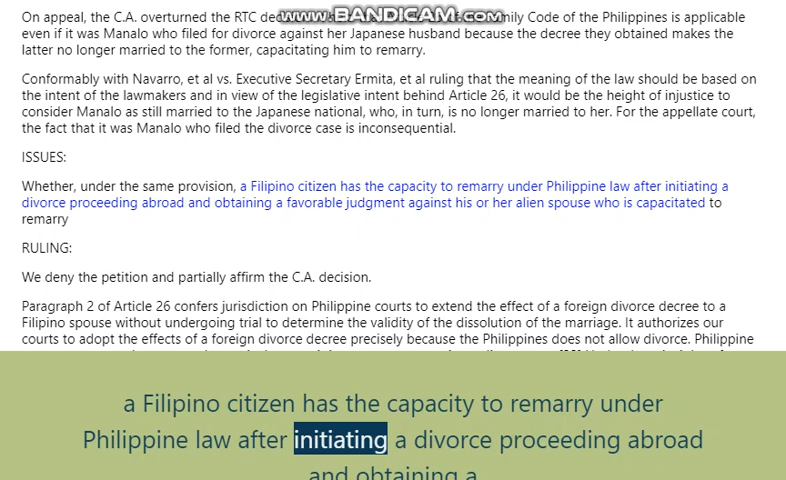 www.BANDICAM.com
On appeal, the C.A. overturned the RTC Family Code of the Philippines is applicable
even if it was Manalo who filed for divorce against her Japanese husband because the decree they obtained makes the
latter no longer married to the former, capacitating him to remarry.
Conformably with Navarro, et al vs. Executive Secretary Ermita, et al ruling that the meaning of the law should be based on
the intent of the lawmakers and in view of the legislative intent behind Article 26, it would be the height of injustice to
consider Manalo as still married to the Japanese national, who, in turn, is no longer married to her. For the appellate court,
the fact that it was Manalo who filed the divorce case is inconsequential.
ISSUES:
Whether, under the same provision, a Filipino citizen has the capacity to remarry under Philippine law after initiating a
divorce proceeding abroad and obtaining a favorable judgment against his or her alien spouse who is capacitated to
remarry
RULING:
We deny the petition and partially affirm the C.A. decision.
Paragraph 2 of Article 26 confers jurisdiction on Philippine courts to extend the effect of a foreign divorce decree to a
Filipino spouse without undergoing trial to determine the validity of the dissolution of the marriage. It authorizes our
courts to adopt the effects of a foreign divorce decree precisely because the Philippines does not allow divorce. Philippine
a Filipino citizen has the capacity to remarry under
Philippine law after initiating a divorce proceeding abroad
and obtaining a